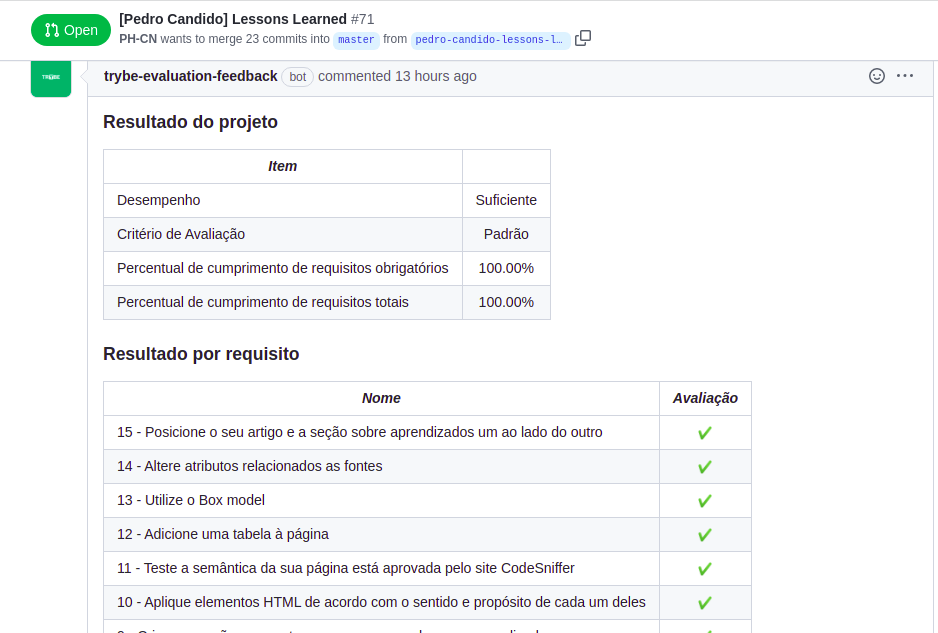 [Pedro Candido] Lessons Learned #71
Open
PH-CN wants to merge 23 commits into master from pedro-candido-lessons-l…
TRYBE
trybe-evaluation-feedback bot commented 13 hours ago
Resultado do projeto
Item
Desempenho Suficiente
Critério de Avaliação Padrão
Percentual de cumprimento de requisitos obrigatórios 100.00%
Percentual de cumprimento de requisitos totais 100.00%
Resultado por requisito
Nome Avaliação
15 - Posicione o seu artigo e a seção sobre aprendizados um ao lado do outro ✔
14 - Altere atributos relacionados as fontes ✔
13 - Utilize o Box model ✔
12 - Adicione uma tabela à página ✔
11 - Teste a semântica da sua página está aprovada pelo site CodeSniffer ✔
10 - Aplique elementos HTML de acordo com o sentido e propósito de cada um deles ✔